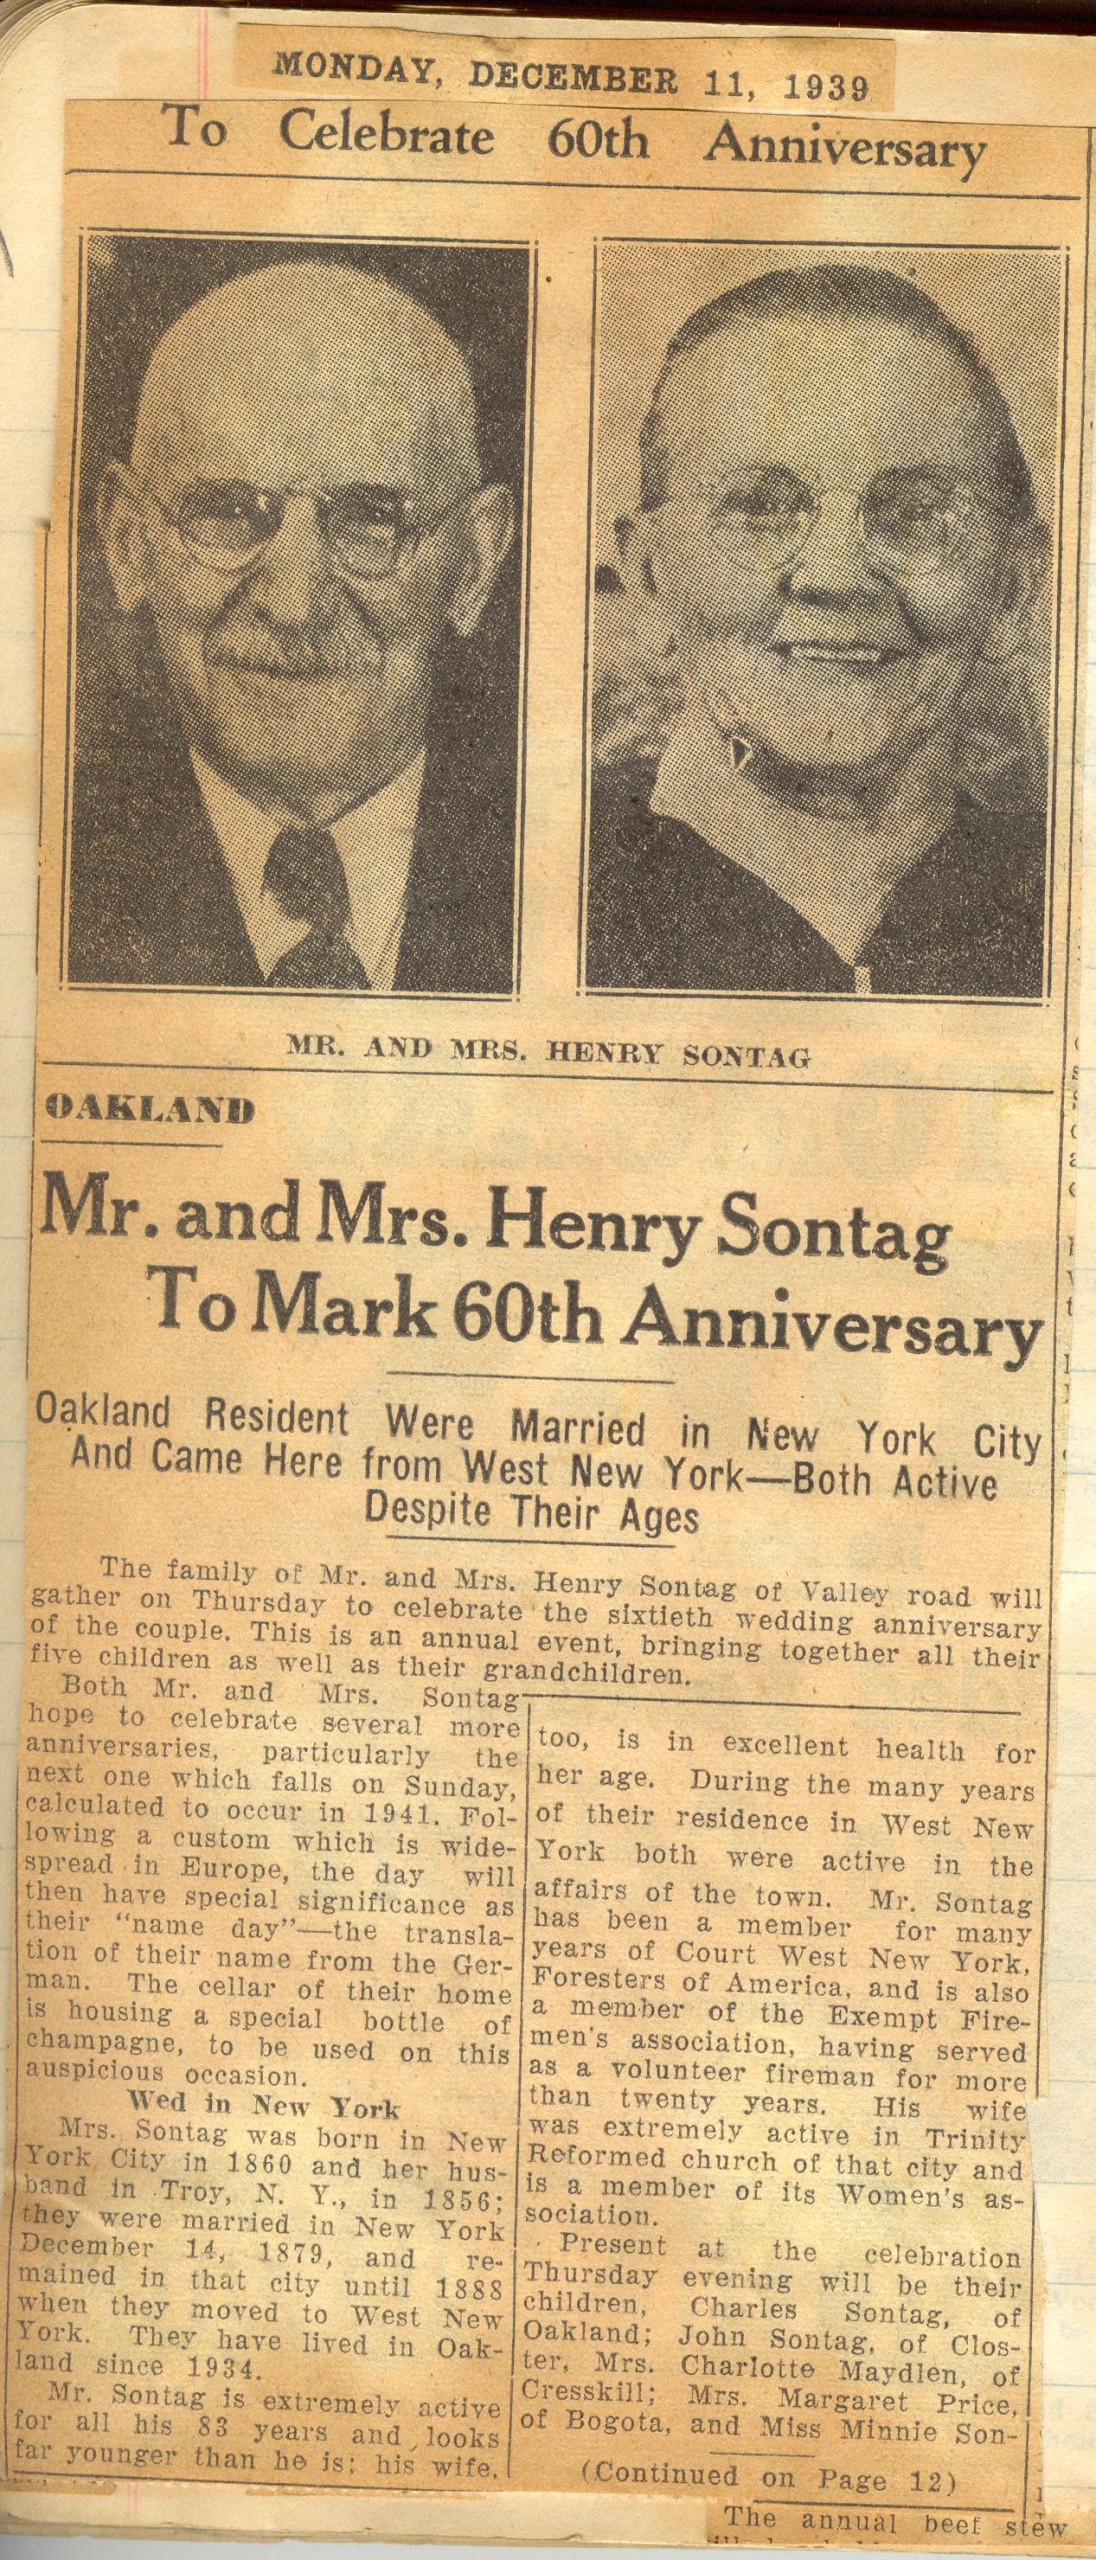 MONDAY, DECEMBER 11, 1939
To Celebrate 60th Anniversary
MR. AND MRS. HENRY SONTAG
OAKLAND
Mr. and Mrs. Henry Sontag
To Mark 60th Anniversary
Oakland Resident Were Married in New York City
And Came Here from West New York—Both Active
Despite Their Ages
The family of Mr. and Mrs. Henry Sontag of Valley road will
gather on Thursday to celebrate the sixtieth wedding anniversary
of the couple. This is an annual event, bringing together all their
five children as well as their grandchildren.
Both Mr. and Mrs. Sontag
hope to celebrate several more
anniversaries, particularly the
next one which falls on Sunday,
calculated to occur in 1941. Fol-
lowing a custom which is wide-
spread in Europe, the day will
then have special significance as
their "name day"—the transla-
tion of their name from the Ger-
man. The cellar of their home
is housing a special bottle of
champagne, to be used on this
auspicious occasion.
Wed in New York
Mrs. Sontag was born in New
York City in 1860 and her hus-
band in Troy, N. Y., in 1856;
they were married in New York
December 14, 1879, and re-
mained in that city until 1888
when they moved to West New
York. They have lived in Oak-
land since 1934.
Mr. Sontag is extremely active
for all his 83 years and looks
far younger than he is; his wife,
too, is in excellent health for
her age. During the many years
of their residence in West New
York both were active in the
affairs of the town. Mr. Sontag
has been a member for many
years of Court West New York,
Foresters of America, and is also
a member of the Exempt Fire-
men's association, having served
as a volunteer fireman for more
than twenty years. His wife
was extremely active in Trinity
Reformed church of that city and
is a member of its Women's as-
sociation.
Present at the celebration
Thursday evening will be their
children, Charles Sontag, of
Oakland; John Sontag, of Clos-
ter, Mrs. Charlotte Maydlen, of
Cresskill; Mrs. Margaret Price,
of Bogota, and Miss Minnie Son-
(Continued on Page 12)
The annual beef stew